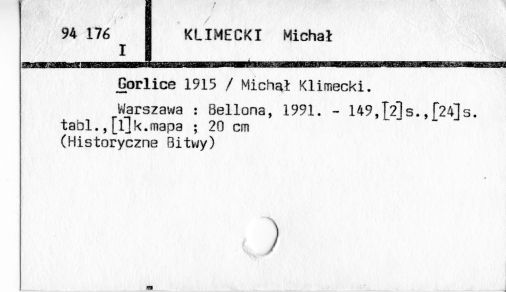 94 176
I
KLIMECKI Michał
Gorlice 1915 / Michał Klimecki.
Warszawa : Bellona, 1991. - 149,[2]s.,[24]s.
tabl.,[1]k.mapa ; 20 cm
(Historyczne Bitwy)